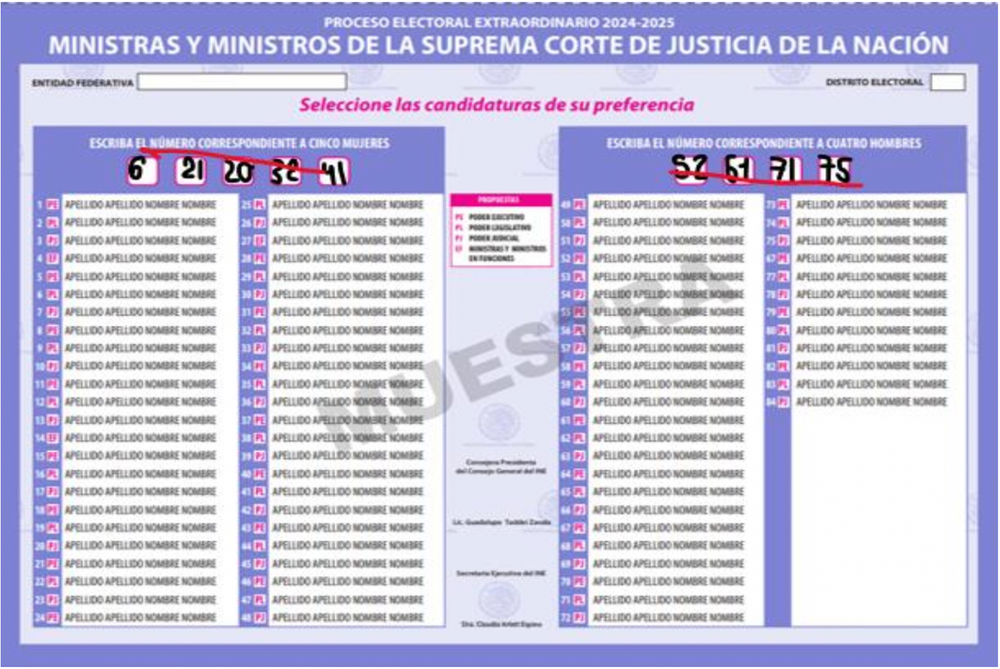 PROCESO ELECTORAL EXTRAORDINARIO 2024-2025
MINISTRAS Y MINISTROS DE LA SUPREMA CORTE DE JUSTICIA DE LA NACIÓN
ENTIDAD FEDERATIVA
DISTRITO ELECTORAL
Seleccione las candidaturas de su preferencia
ESCRIBA EL NÚMERO CORRESPONDIENTE A CINCO MUJERES
6 21 20 32 41
1 PE APELLIDO APELLIDO NOMBRE NOMBRE
2 PL APELLIDO APELLIDO NOMBRE NOMBRE
3 PJ APELLIDO APELLIDO NOMBRE NOMBRE
4 EF APELLIDO APELLIDO NOMBRE NOMBRE
5 PE APELLIDO APELLIDO NOMBRE NOMBRE
6 PL APELLIDO APELLIDO NOMBRE NOMBRE
7 PJ APELLIDO APELLIDO NOMBRE NOMBRE
8 PE APELLIDO APELLIDO NOMBRE NOMBRE
9 PL APELLIDO APELLIDO NOMBRE NOMBRE
10 PJ APELLIDO APELLIDO NOMBRE NOMBRE
11 PE APELLIDO APELLIDO NOMBRE NOMBRE
12 PL APELLIDO APELLIDO NOMBRE NOMBRE
13 PJ APELLIDO APELLIDO NOMBRE NOMBRE
14 EF APELLIDO APELLIDO NOMBRE NOMBRE
15 PE APELLIDO APELLIDO NOMBRE NOMBRE
16 PL APELLIDO APELLIDO NOMBRE NOMBRE
17 PJ APELLIDO APELLIDO NOMBRE NOMBRE
18 PE APELLIDO APELLIDO NOMBRE NOMBRE
19 PL APELLIDO APELLIDO NOMBRE NOMBRE
20 PJ APELLIDO APELLIDO NOMBRE NOMBRE
21 PE APELLIDO APELLIDO NOMBRE NOMBRE
22 PL APELLIDO APELLIDO NOMBRE NOMBRE
23 PJ APELLIDO APELLIDO NOMBRE NOMBRE
24 PE APELLIDO APELLIDO NOMBRE NOMBRE
25 PL APELLIDO APELLIDO NOMBRE NOMBRE
26 PJ APELLIDO APELLIDO NOMBRE NOMBRE
27 EF APELLIDO APELLIDO NOMBRE NOMBRE
28 PE APELLIDO APELLIDO NOMBRE NOMBRE
29 PL APELLIDO APELLIDO NOMBRE NOMBRE
30 PJ APELLIDO APELLIDO NOMBRE NOMBRE
31 PE APELLIDO APELLIDO NOMBRE NOMBRE
32 PL APELLIDO APELLIDO NOMBRE NOMBRE
33 PJ APELLIDO APELLIDO NOMBRE NOMBRE
34 PE APELLIDO APELLIDO NOMBRE NOMBRE
35 PL APELLIDO APELLIDO NOMBRE NOMBRE
36 PJ APELLIDO APELLIDO NOMBRE NOMBRE
37 PE APELLIDO APELLIDO NOMBRE NOMBRE
38 PL APELLIDO APELLIDO NOMBRE NOMBRE
39 PJ APELLIDO APELLIDO NOMBRE NOMBRE
40 PE APELLIDO APELLIDO NOMBRE NOMBRE
41 PL APELLIDO APELLIDO NOMBRE NOMBRE
42 PJ APELLIDO APELLIDO NOMBRE NOMBRE
43 PE APELLIDO APELLIDO NOMBRE NOMBRE
44 PL APELLIDO APELLIDO NOMBRE NOMBRE
45 PJ APELLIDO APELLIDO NOMBRE NOMBRE
46 PE APELLIDO APELLIDO NOMBRE NOMBRE
47 PL APELLIDO APELLIDO NOMBRE NOMBRE
48 PJ APELLIDO APELLIDO NOMBRE NOMBRE
PROPUESTAS
PE PODER EJECUTIVO
PL PODER LEGISLATIVO
PJ PODER JUDICIAL
EF MINISTRAS Y MINISTROS
EN FUNCIONES
MUESTRA
Consejera Presidenta
del Consejo General del INE
Lic. Guadalupe Taddei Zavala
Secretaria Ejecutiva del INE
Dra. Claudia Arlett Espino
ESCRIBA EL NÚMERO CORRESPONDIENTE A CUATRO HOMBRES
52 71 75
49 PE APELLIDO APELLIDO NOMBRE NOMBRE
50 PL APELLIDO APELLIDO NOMBRE NOMBRE
51 PJ APELLIDO APELLIDO NOMBRE NOMBRE
52 PE APELLIDO APELLIDO NOMBRE NOMBRE
53 PL APELLIDO APELLIDO NOMBRE NOMBRE
54 PJ APELLIDO APELLIDO NOMBRE NOMBRE
55 PE APELLIDO APELLIDO NOMBRE NOMBRE
56 PL APELLIDO APELLIDO NOMBRE NOMBRE
57 PJ APELLIDO APELLIDO NOMBRE NOMBRE
58 PE APELLIDO APELLIDO NOMBRE NOMBRE
59 PL APELLIDO APELLIDO NOMBRE NOMBRE
60 PJ APELLIDO APELLIDO NOMBRE NOMBRE
61 PE APELLIDO APELLIDO NOMBRE NOMBRE
62 PL APELLIDO APELLIDO NOMBRE NOMBRE
63 PJ APELLIDO APELLIDO NOMBRE NOMBRE
64 PE APELLIDO APELLIDO NOMBRE NOMBRE
65 PL APELLIDO APELLIDO NOMBRE NOMBRE
66 PJ APELLIDO APELLIDO NOMBRE NOMBRE
67 PE APELLIDO APELLIDO NOMBRE NOMBRE
68 PL APELLIDO APELLIDO NOMBRE NOMBRE
69 PJ APELLIDO APELLIDO NOMBRE NOMBRE
70 PE APELLIDO APELLIDO NOMBRE NOMBRE
71 PL APELLIDO APELLIDO NOMBRE NOMBRE
72 PJ APELLIDO APELLIDO NOMBRE NOMBRE
73 PE APELLIDO APELLIDO NOMBRE NOMBRE
74 PL APELLIDO APELLIDO NOMBRE NOMBRE
75 PJ APELLIDO APELLIDO NOMBRE NOMBRE
67 PE APELLIDO APELLIDO NOMBRE NOMBRE
77 PL APELLIDO APELLIDO NOMBRE NOMBRE
78 PJ APELLIDO APELLIDO NOMBRE NOMBRE
79 PE APELLIDO APELLIDO NOMBRE NOMBRE
80 PL APELLIDO APELLIDO NOMBRE NOMBRE
81 PJ APELLIDO APELLIDO NOMBRE NOMBRE
82 PE APELLIDO APELLIDO NOMBRE NOMBRE
83 PL APELLIDO APELLIDO NOMBRE NOMBRE
84 PJ APELLIDO APELLIDO NOMBRE NOMBRE